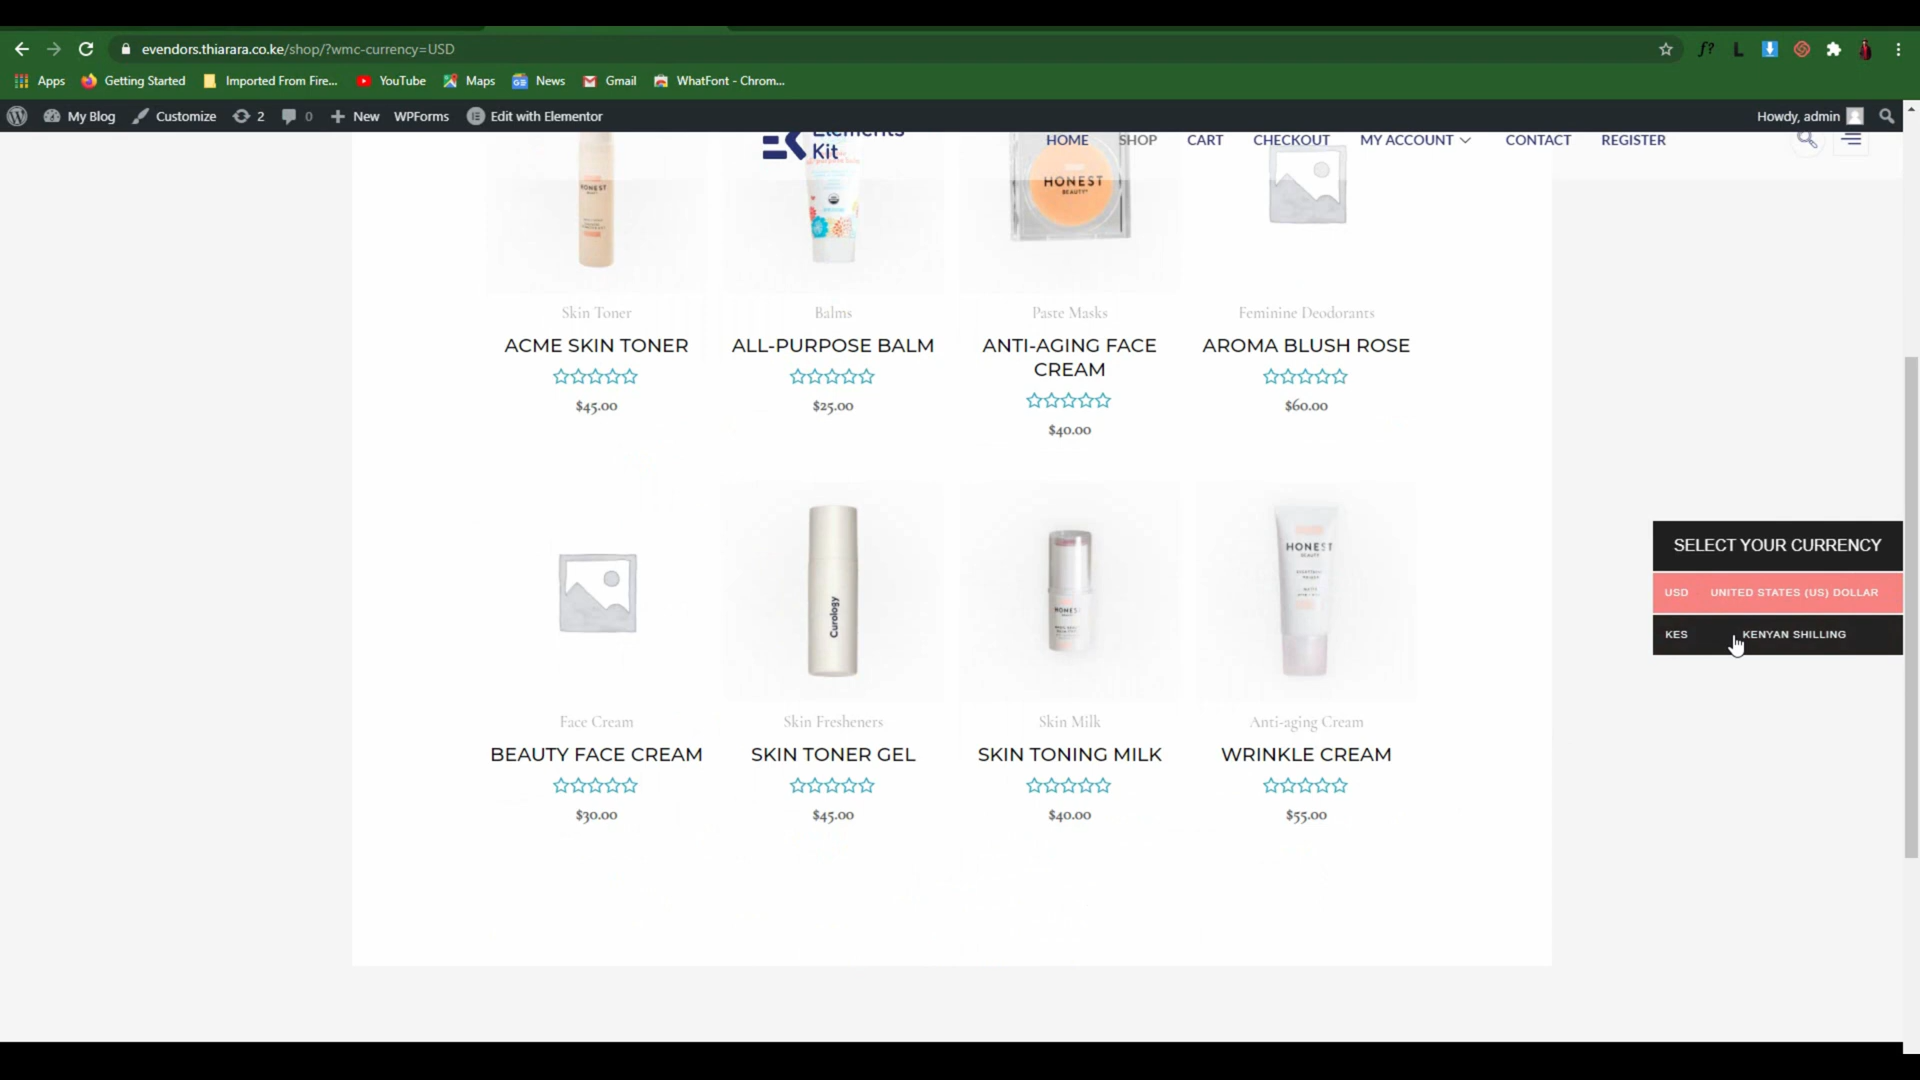 evendors.thiarara.co.ke/shop/?wmc-currency=USD
Apps Getting Started Imported From Fire... YouTube Maps News Gmail WhatFont - Chrom...
My Blog Customize 2 0 New WPForms Edit with Elementor Howdy, admin
Elements Kit HOME SHOP CART CHECKOUT MY ACCOUNT CONTACT REGISTER
HONEST
HONEST
BEAUTY
Skin Toner Balms Paste Masks Feminine Deodorants
ACME SKIN TONER ALL-PURPOSE BALM ANTI-AGING FACE CREAM AROMA BLUSH ROSE
$45.00 $25.00 $40.00 $60.00
SELECT YOUR CURRENCY
USD UNITED STATES (US) DOLLAR
KES KENYAN SHILLING
Curology
HONEST
HONEST
BEAUTY
Face Cream Skin Fresheners Skin Milk Anti-aging Cream
BEAUTY FACE CREAM SKIN TONER GEL SKIN TONING MILK WRINKLE CREAM
$30.00 $45.00 $40.00 $55.00